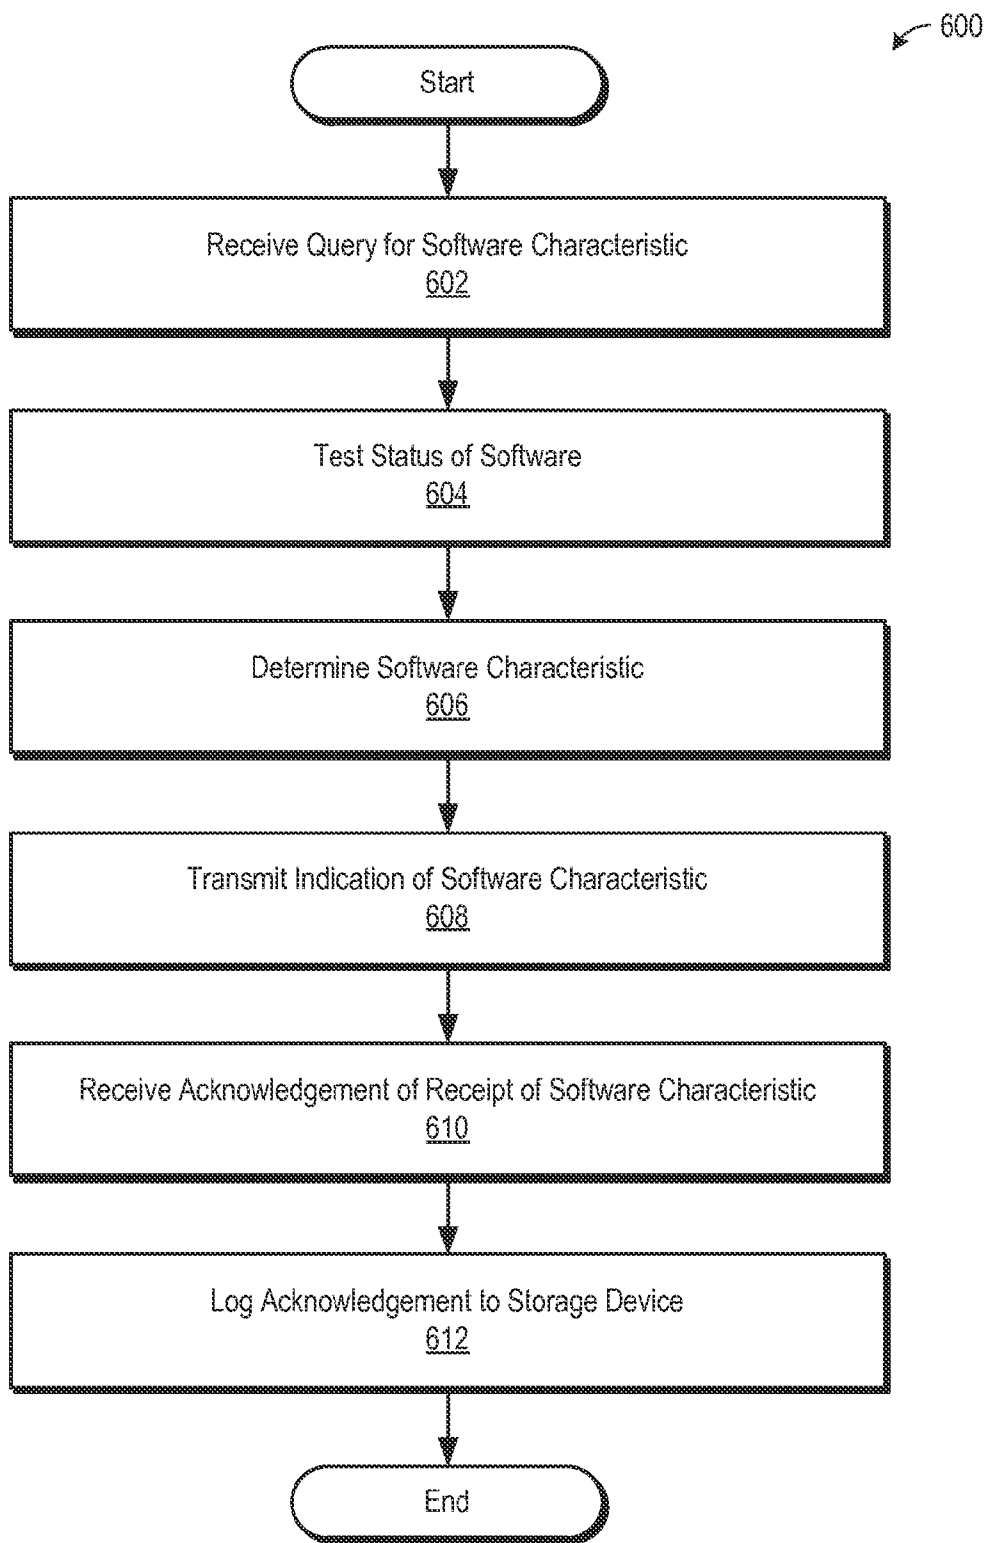 600
Start
Receive Query for Software Characteristic
602
Test Status of Software
604
Determine Software Characteristic
606
Transmit Indication of Software Characteristic
608
Receive Acknowledgement of Receipt of Software Characteristic
610
Log Acknowledgement to Storage Device
612
End